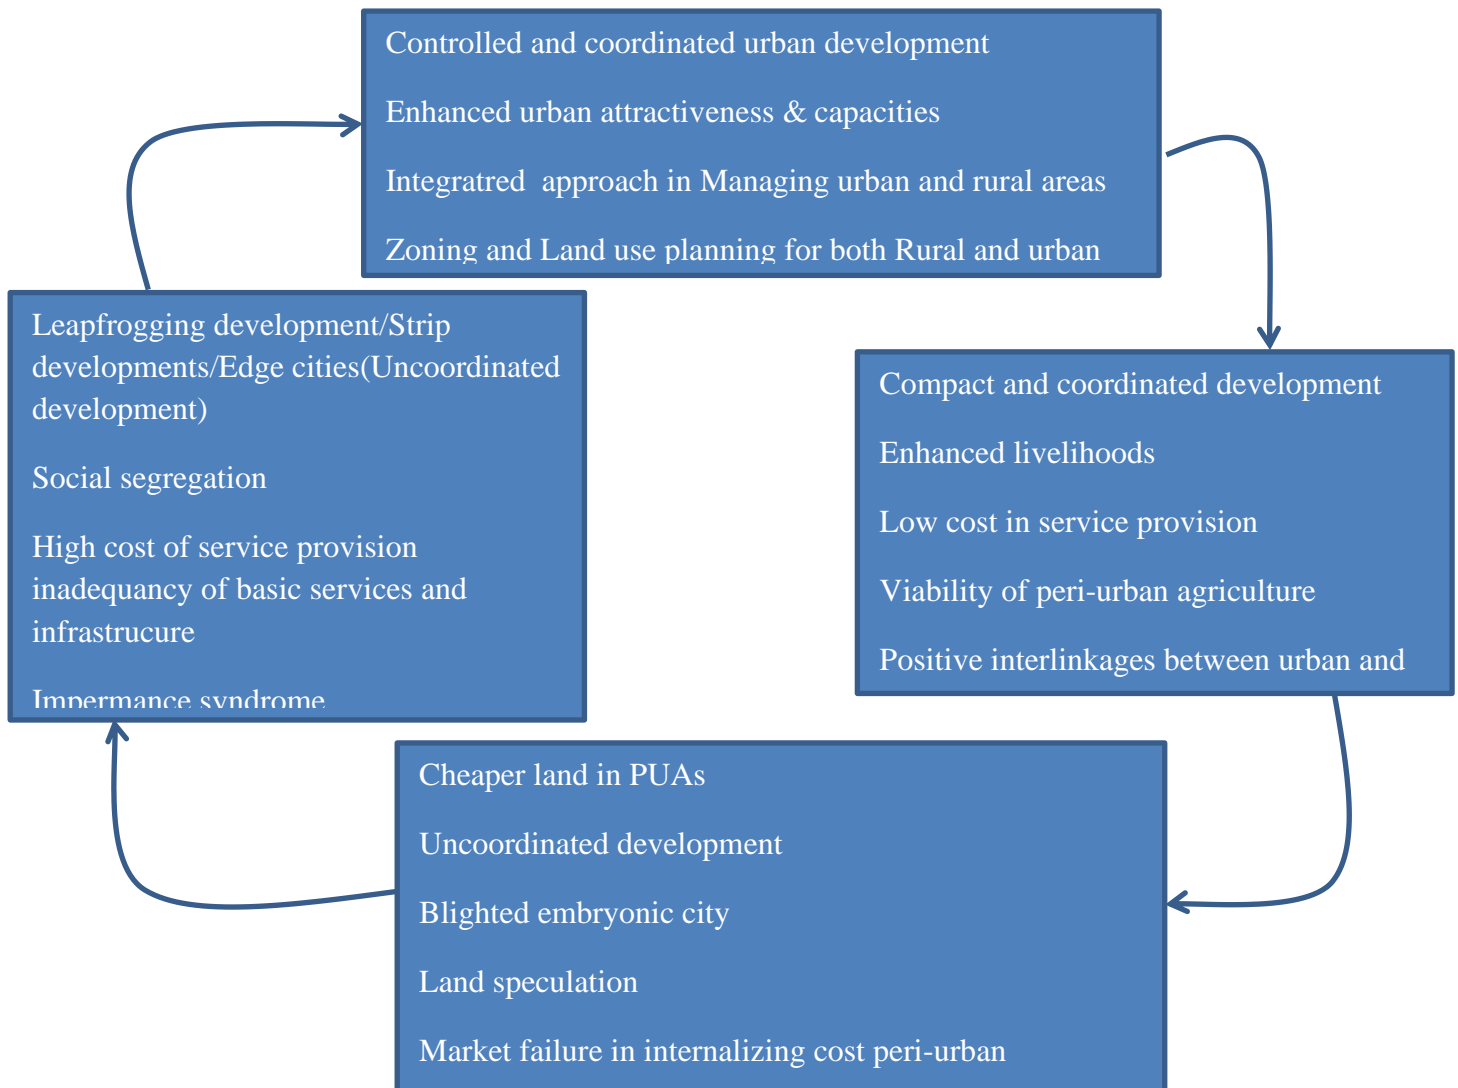 Controlled and coordinated urban development
Enhanced urban attractiveness & capacities
Integratred  approach in Managing urban and rural areas
Zoning and Land use planning for both Rural and urban
Leapfrogging development/Strip
developments/Edge cities(Uncoordinated
development)
Social segregation
High cost of service provision
inadequancy of basic services and
infrastrucure
Impermance syndrome
Compact and coordinated development
Enhanced livelihoods
Low cost in service provision
Viability of peri-urban agriculture
Positive interlinkages between urban and
Cheaper land in PUAs
Uncoordinated development
Blighted embryonic city
Land speculation
Market failure in internalizing cost peri-urban